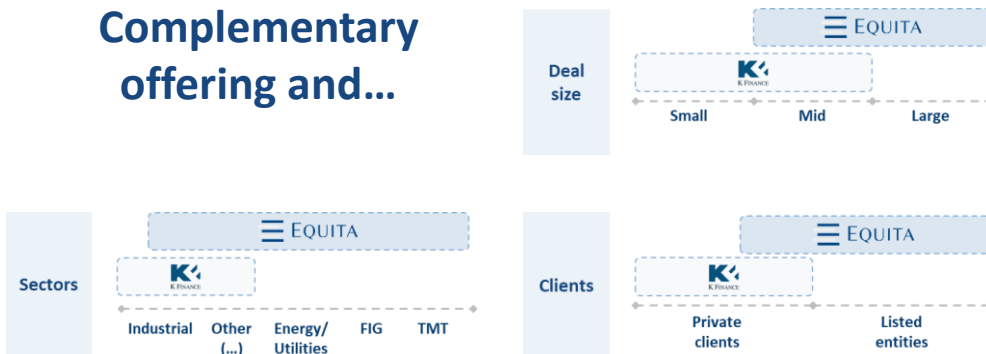 Complementary
offering and…
Deal
size
EQUITA
K
K FINANCE
Small Mid Large
Sectors
EQUITA
K
K FINANCE
Industrial Other Energy/ FIG TMT
(…) Utilities
Clients
EQUITA
K
K FINANCE
Private Listed
clients entities